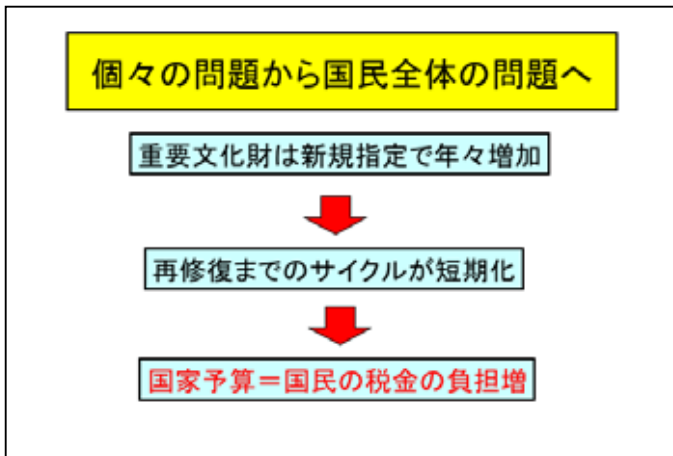 個々の問題から国民全体の問題へ
重要文化財は新規指定で年々増加
再修復までのサイクルが短期化
国家予算＝国民の税金の負担増